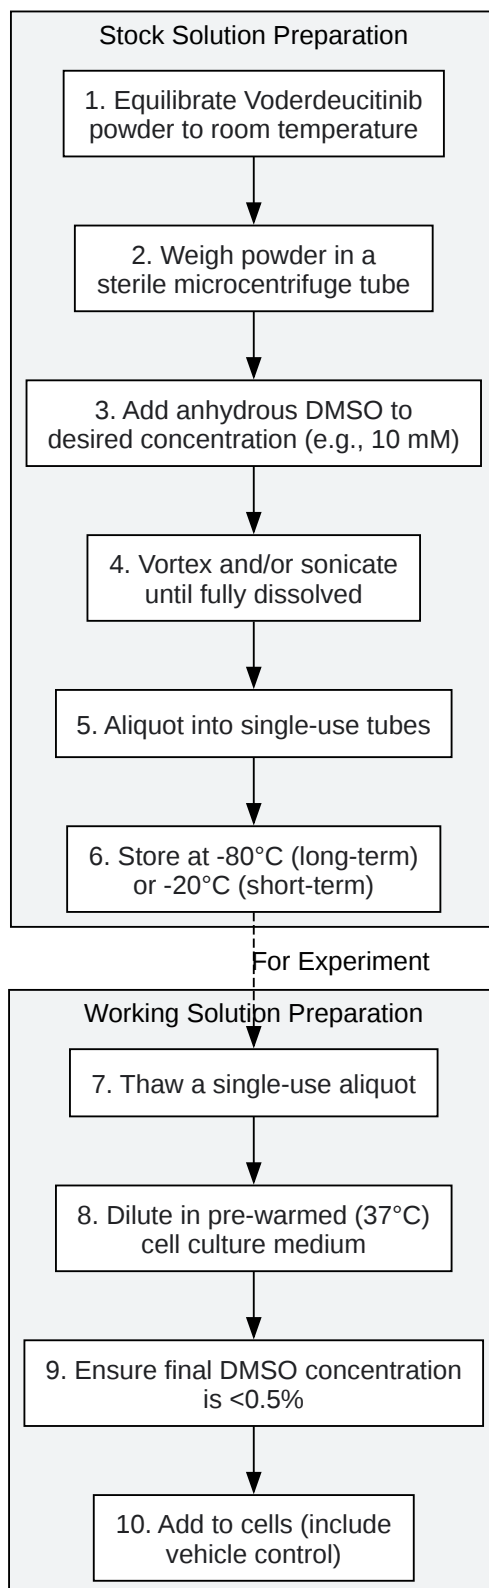 Stock Solution Preparation
1. Equilibrate Voderdeucitinib
powder to room temperature
2. Weigh powder in a
sterile microcentrifuge tube
3. Add anhydrous DMSO to
desired concentration (e.g., 10 mM)
4. Vortex and/or sonicate
until fully dissolved
5. Aliquot into single-use tubes
6. Store at -80°C (long-term)
or -20°C (short-term)
For Experiment
Working Solution Preparation
7. Thaw a single-use aliquot
8. Dilute in pre-warmed (37°C)
cell culture medium
9. Ensure final DMSO concentration
is <0.5%
10. Add to cells (include
vehicle control)